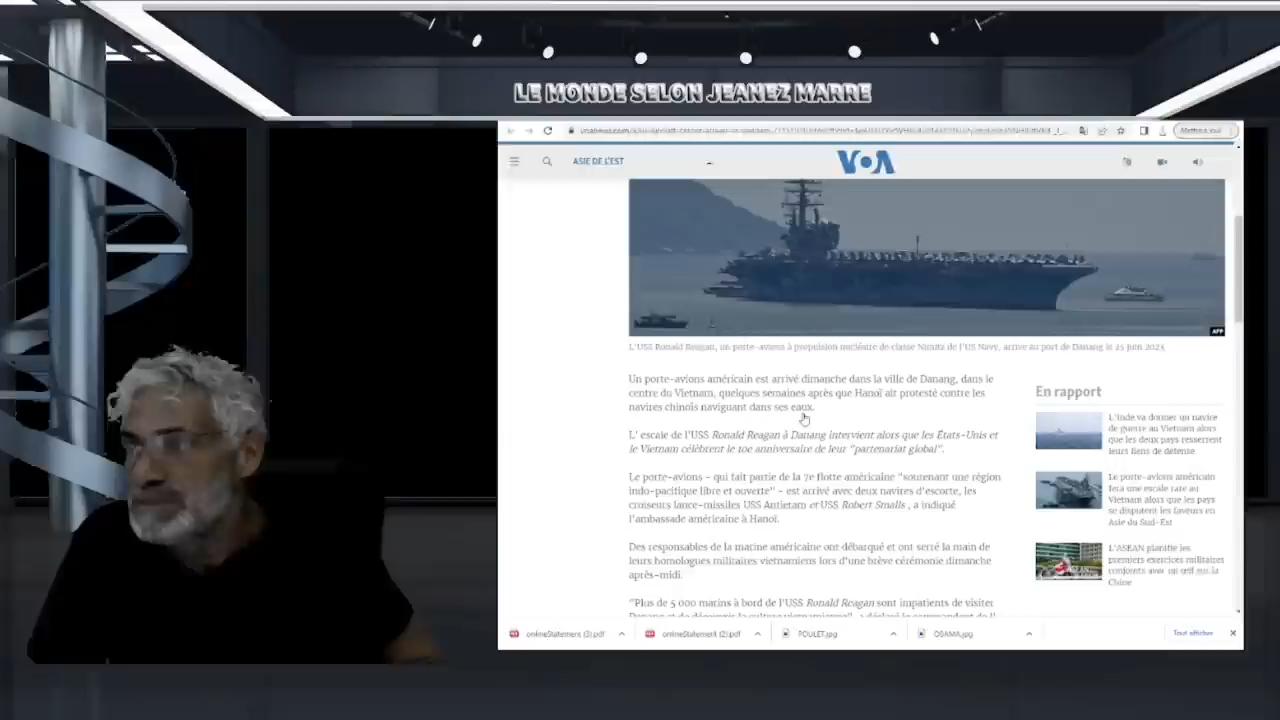 LE MONDE SELON JEANEZ MARRE
ASIE DE L'EST
VOA
AFP
L'USS Ronald Reagan, un porte-avions à propulsion nucléaire de classe Nimitz de l'US Navy, arrive au port de Danang le 25 juin 2023.
Un porte-avions américain est arrivé dimanche dans la ville de Danang, dans le
centre du Vietnam, quelques semaines après que Hanoï ait protesté contre les
navires chinois naviguant dans ses eaux.
L' escale de l'USS Ronald Reagan à Danang intervient alors que les États-Unis et
le Vietnam célèbrent le 10e anniversaire de leur "partenariat global".
Le porte-avions - qui fait partie de la 7e flotte américaine "soutenant une région
indo-pacifique libre et ouverte" - est arrivé avec deux navires d'escorte, les
croiseurs lance-missiles USS Antietam et USS Robert Smalls , a indiqué
l'ambassade américaine à Hanoï.
Des responsables de la marine américaine ont débarqué et ont serré la main de
leurs homologues militaires vietnamiens lors d'une brève cérémonie dimanche
après-midi.
"Plus de 5 000 marins à bord de l'USS Ronald Reagan sont impatients de visiter
En rapport
L'Inde va donner un navire
de guerre au Vietnam alors
que les deux pays resserrent
leurs liens de défense
Le porte-avions américain
fera une escale rare au
Vietnam alors que les pays
se disputent les faveurs en
Asie du Sud-Est
L'ASEAN planifie les
premiers exercices militaires
conjoints avec un œil sur la
Chine
onlineStatement (3).pdf
onlineStatement (2).pdf
POULET.jpg
OSAMA.jpg
Tout afficher